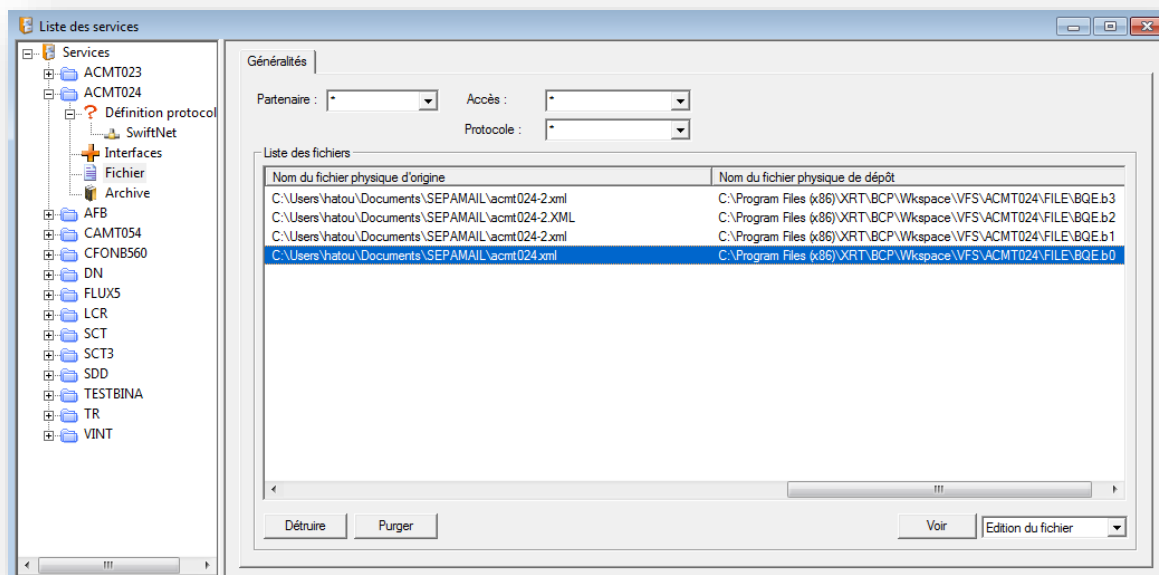 Liste des services
Services
ACMT023
ACMT024
Définition protocol
SwiftNet
Interfaces
Fichier
Archive
AFB
CAMT054
CFONB560
DN
FLUX5
LCR
SCT
SCT3
SDD
TESTBINA
TR
VINT
Généralités
Partenaire : * Accès : *
Protocole : *
Liste des fichiers
Nom du fichier physique d'origine Nom du fichier physique de dépôt
C:\Users\hatou\Documents\SEPAMAIL\acmt024-2.xml C:\Program Files (x86)\XRT\BCP\Wkspace\VFS\ACMT024\FILE\BQE.b3
C:\Users\hatou\Documents\SEPAMAIL\acmt024-2.XML C:\Program Files (x86)\XRT\BCP\Wkspace\VFS\ACMT024\FILE\BQE.b2
C:\Users\hatou\Documents\SEPAMAIL\acmt024-2.xml C:\Program Files (x86)\XRT\BCP\Wkspace\VFS\ACMT024\FILE\BQE.b1
C:\Users\hatou\Documents\SEPAMAIL\acmt024.xml C:\Program Files (x86)\XRT\BCP\Wkspace\VFS\ACMT024\FILE\BQE.b0
Détruire Purger Voir Edition du fichier